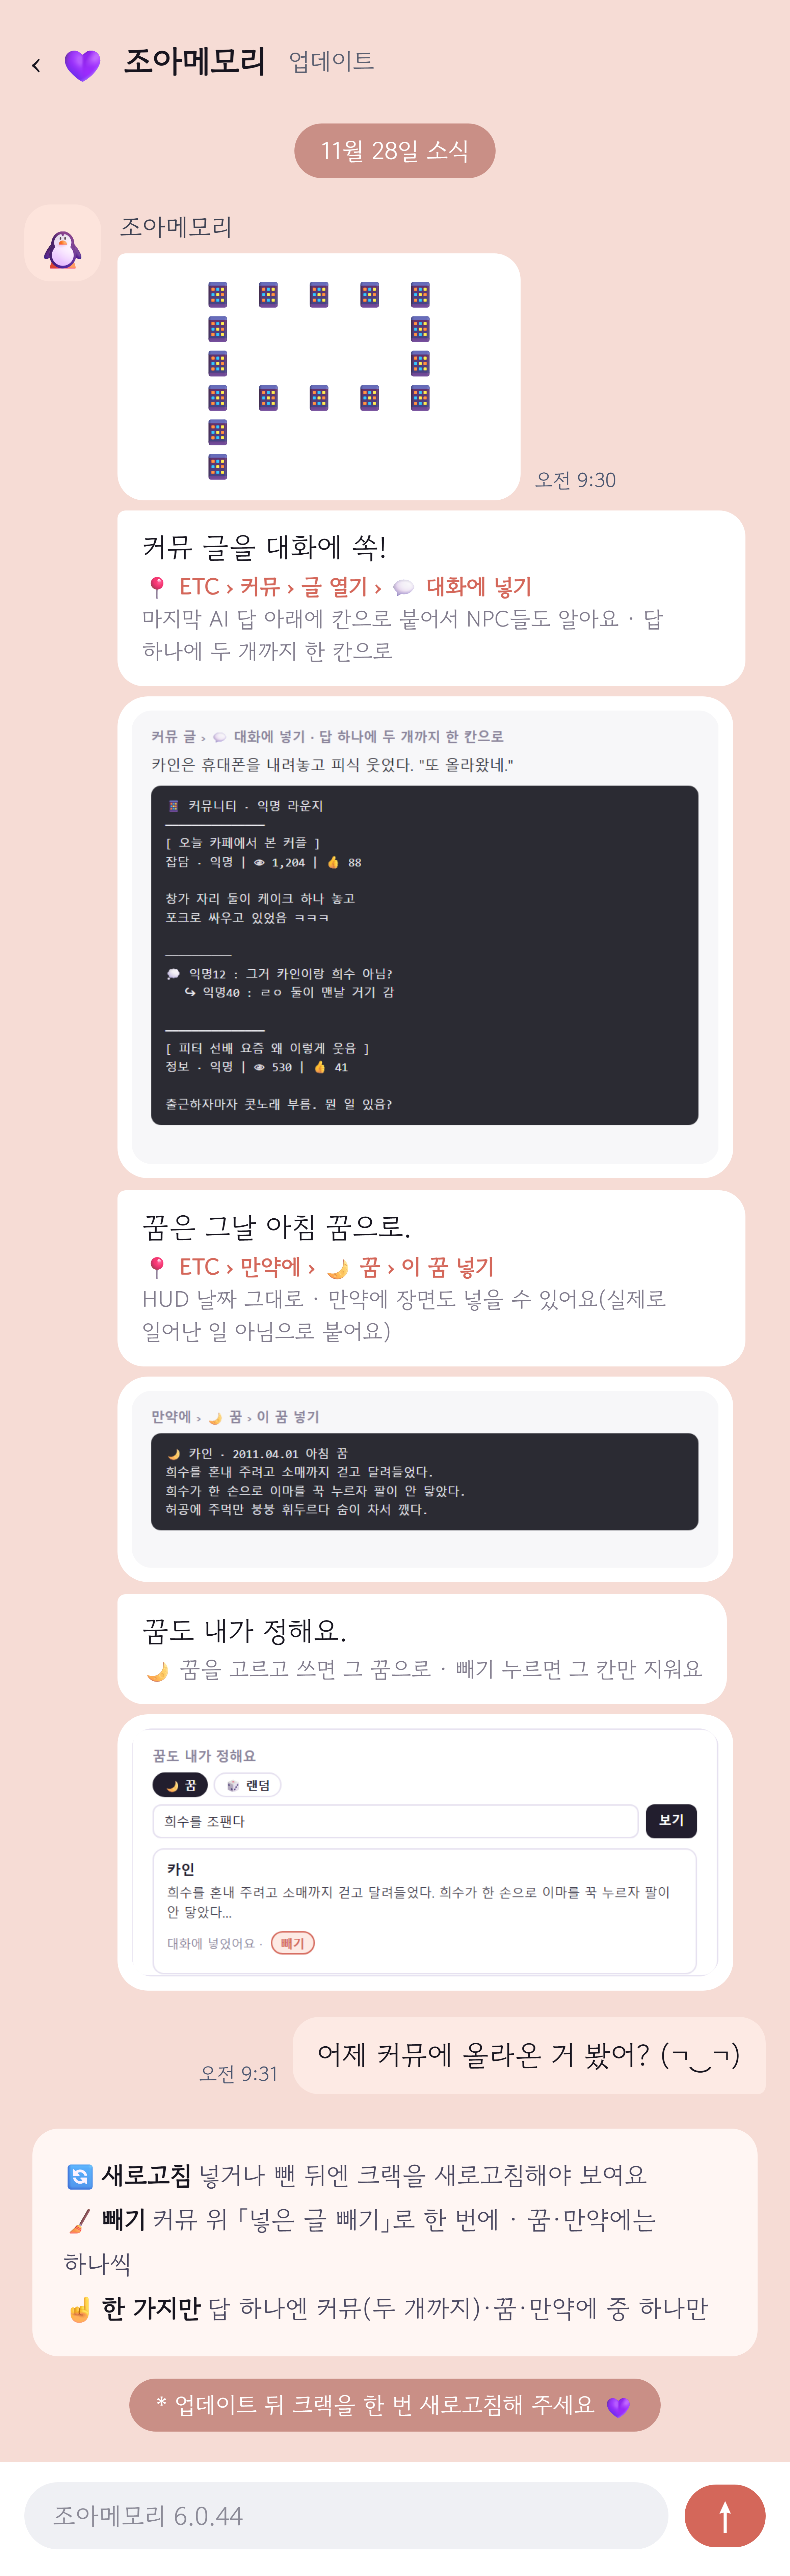 조아메모리 업데이트
11월 28일 소식
조아메모리
오전 9:30
커뮤 글을 대화에 쏙!
📍 ETC › 커뮤 › 글 열기 › 💬 대화에 넣기
마지막 AI 답 아래에 칸으로 붙어서 NPC들도 알아요 · 답
하나에 두 개까지 한 칸으로
커뮤 글 › 💬 대화에 넣기 · 답 하나에 두 개까지 한 칸으로
카인은 휴대폰을 내려놓고 피식 웃었다. "또 올라왔네."
커뮤니티 · 익명 라운지
[ 오늘 카페에서 본 커플 ]
잡담 · 익명 | 👁 1,204 | 👍 88
창가 자리 둘이 케이크 하나 놓고
포크로 싸우고 있었음 ㅋㅋㅋ
💭 익명12 : 그거 카인이랑 희수 아님?
↪ 익명40 : ㄹㅇ 둘이 맨날 거기 감
[ 피터 선배 요즘 왜 이렇게 웃음 ]
정보 · 익명 | 👁 530 | 👍 41
출근하자마자 콧노래 부름. 뭔 일 있음?
꿈은 그날 아침 꿈으로.
📍 ETC › 만약에 › 🌙 꿈 › 이 꿈 넣기
HUD 날짜 그대로 · 만약에 장면도 넣을 수 있어요(실제로
일어난 일 아님으로 붙어요)
만약에 › 🌙 꿈 › 이 꿈 넣기
🌙 카인 · 2011.04.01 아침 꿈
희수를 혼내 주려고 소매까지 걷고 달려들었다.
희수가 한 손으로 이마를 꾹 누르자 팔이 안 닿았다.
허공에 주먹만 붕붕 휘두르다 숨이 차서 깼다.
꿈도 내가 정해요.
🌙 꿈을 고르고 쓰면 그 꿈으로 · 빼기 누르면 그 칸만 지워요
꿈도 내가 정해요
🌙 꿈 🎲 랜덤
희수를 조팬다 보기
카인
희수를 혼내 주려고 소매까지 걷고 달려들었다. 희수가 한 손으로 이마를 꾹 누르자 팔이
안 닿았다...
대화에 넣었어요 · 빼기
어제 커뮤에 올라온 거 봤어? (¬‿¬)
오전 9:31
🔄 새로고침 넣거나 뺀 뒤엔 크랙을 새로고침해야 보여요
🧹 빼기 커뮤 위 「넣은 글 빼기」로 한 번에 · 꿈·만약에는
하나씩
☝️ 한 가지만 답 하나엔 커뮤(두 개까지)·꿈·만약에 중 하나만
* 업데이트 뒤 크랙을 한 번 새로고침해 주세요 💜
조아메모리 6.0.44